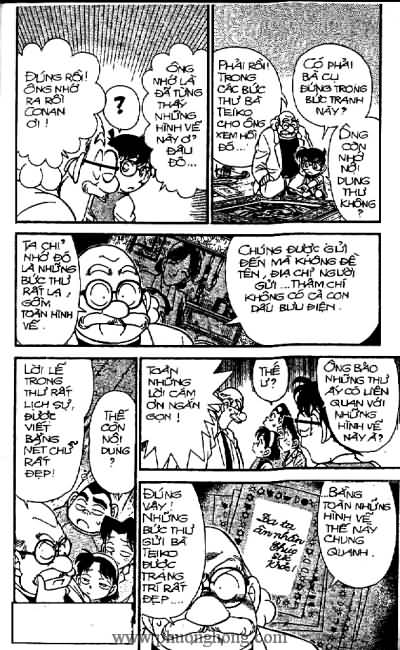 CÓ PHẢI
BÀ CỤ
ĐỨNG TRONG
BỨC TRANH
NÀY?
PHẢI RỒI!
TRONG
CÁC BỨC
THƯ BÀ
TEIKO
CHO ÔNG
XEM HỒI
ĐÓ...
ÔNG
CÒN
NHỚ
NỘI
DUNG
THƯ
KHÔNG?
ÔNG
NHỚ LÀ
ĐÃ TỪNG
THẤY
NHỮNG
HÌNH VẼ
NÀY Ở
ĐÂU
ĐÓ...
?
ĐÚNG RỒI!
ÔNG NHỚ
RA RỒI
CONAN
ƠI!
CHÚNG ĐƯỢC GỬI
ĐẾN MÀ KHÔNG ĐỀ
TÊN, ĐỊA CHỈ NGƯỜI
GỬI... THẬM CHÍ
KHÔNG CÓ CẢ CON
DẤU BƯU ĐIỆN.
TA CHỈ
NHỚ ĐÓ
LÀ NHỮNG
BỨC THƯ
RẤT LẠ,
GỒM
TOÀN HÌNH
VẼ.
ÔNG BẢO
NHỮNG THƯ
ẤY CÓ LIÊN
QUAN VỚI
NHỮNG
HÌNH VẼ
NÀY À?
THẾ
Ư?
TOÀN
NHỮNG
LỜI CẢM
ƠN NGẮN
GỌN!
THẾ
CÒN NỘI
DUNG?
LỜI LẼ
TRONG
THƯ RẤT
LỊCH SỰ,
ĐƯỢC
VIẾT
BẰNG
NÉT CHỮ
RẤT
ĐẸP!
BẰNG
TOÀN NHỮNG
HÌNH VẼ
THẾ NÀY
CHUNG
QUANH.
Đa tạ
ân nhân
ĐÚNG
VẬY!
NHỮNG
BỨC THƯ
GỬI BÀ
TEIKO
ĐƯỢC
TRANG
TRÍ RẤT
ĐẸP...
www.phuonghong.com